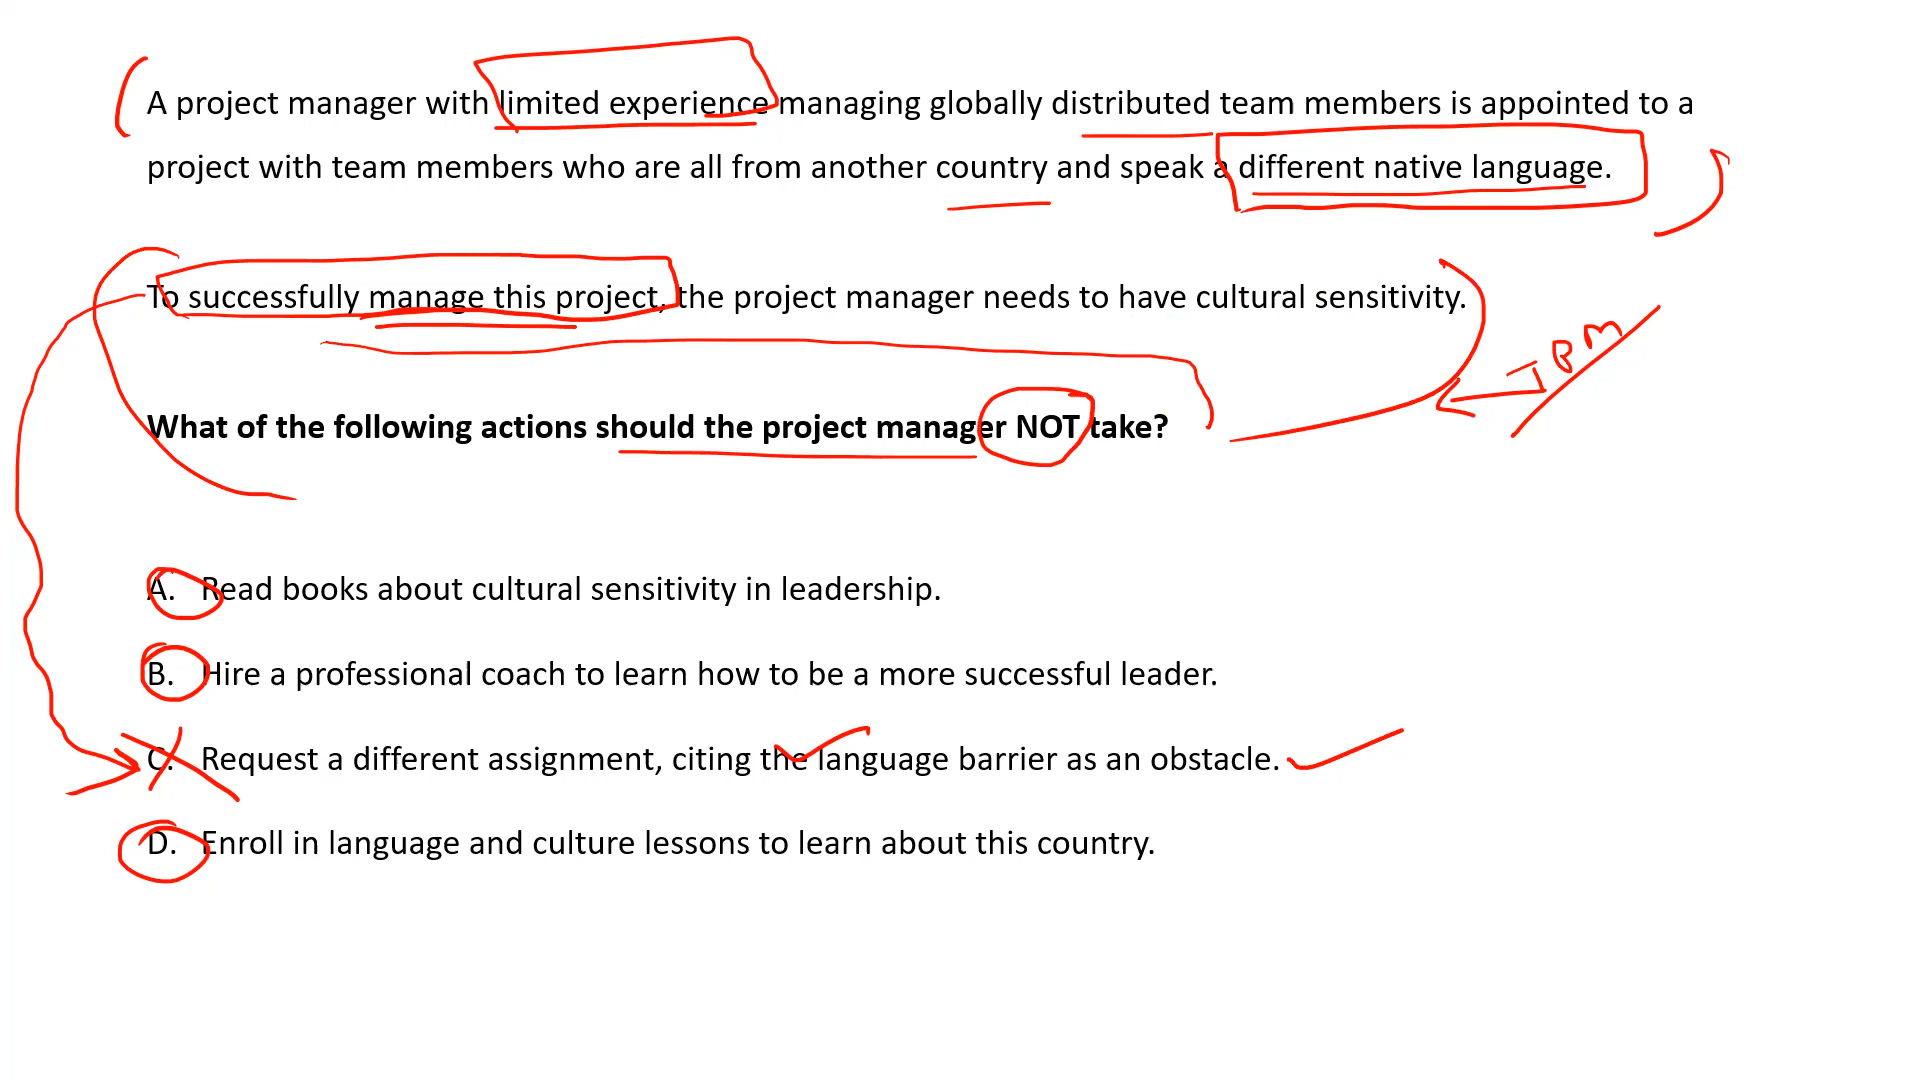 A project manager with limited experience managing globally distributed team members is appointed to a
project with team members who are all from another country and speak a different native language.
To successfully manage this project, the project manager needs to have cultural sensitivity.
What of the following actions should the project manager NOT take?
A. Read books about cultural sensitivity in leadership.
B. Hire a professional coach to learn how to be a more successful leader.
C. Request a different assignment, citing the language barrier as an obstacle.
D. Enroll in language and culture lessons to learn about this country.